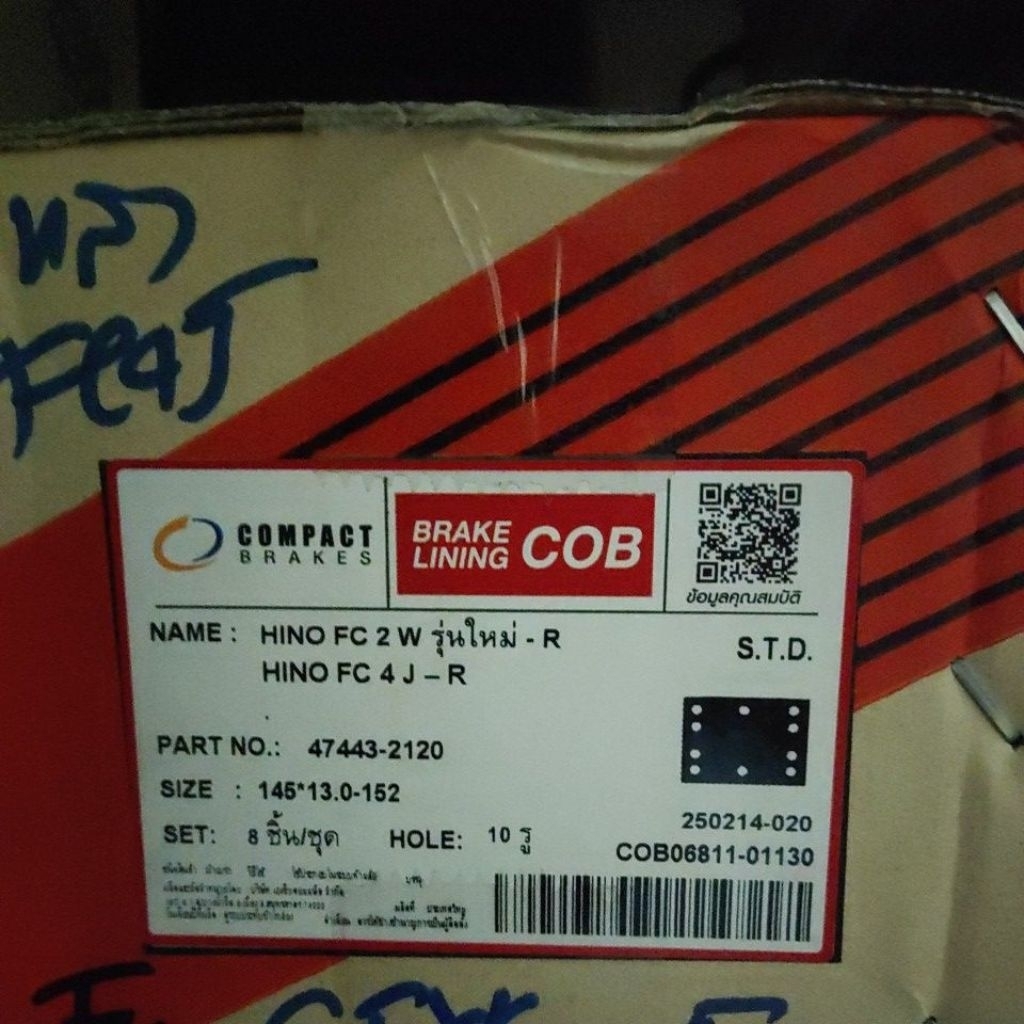 หลัง
COMPACT
BRAKES
BRAKE
LINING
COB
ข้อมูลคุณสมบัติ
NAME : HINO FC 2 W รุ่นใหม่ - R
HINO FC 4 J – R
S.T.D.
PART NO.: 47443-2120
SIZE : 145*13.0-152
SET: 8 ชิ้น/ชุด HOLE: 10 รู
250214-020
COB06811-01130